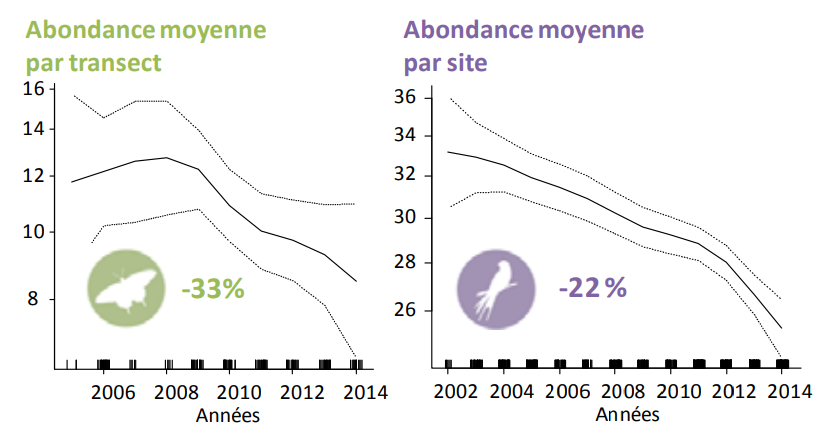 Abondance moyenne
par transect
16
14
12
10
8
-33%
2006 2008 2010 2012 2014
Années
Abondance moyenne
par site
36
34
32
30
28
26
-22 %
2002 2004 2006 2008 2010 2012 2014
Années